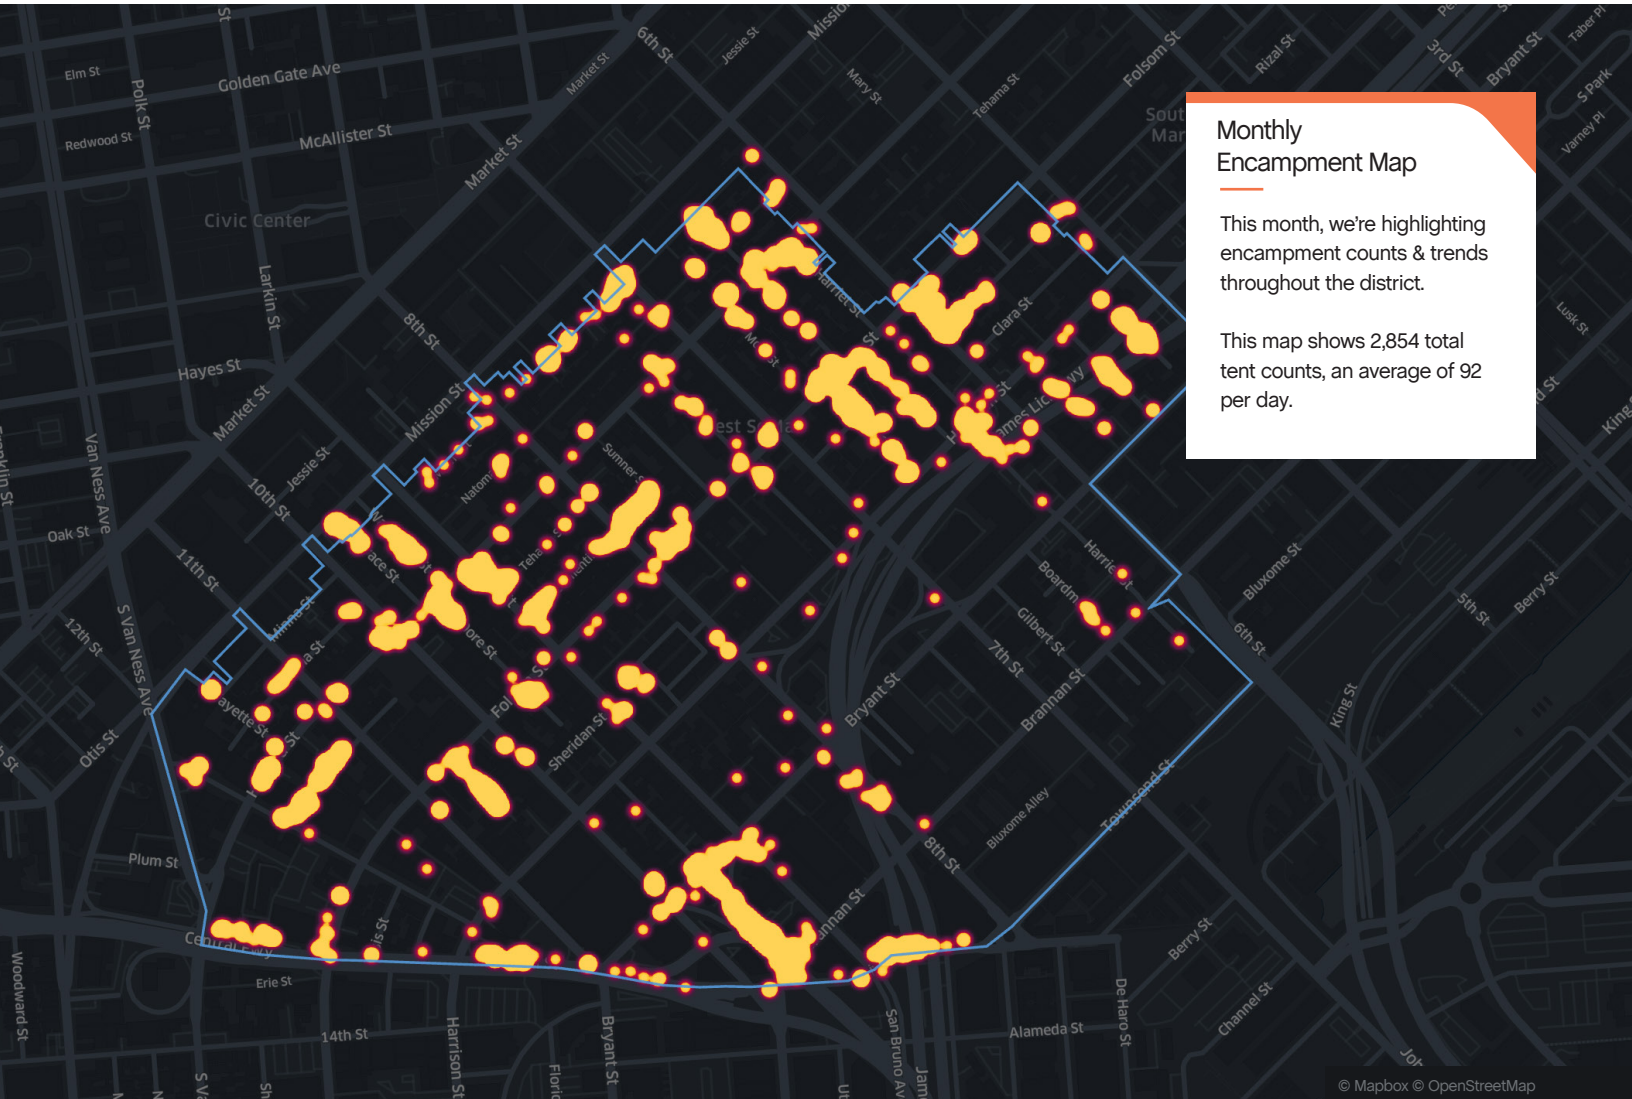 Monthly
Encampment Map
This month, we’re highlighting
encampment counts & trends
throughout the district.
This map shows 2,854 total
tent counts, an average of 92
per day.
6th St
Jessie St
Market St
Mary St
Tehama St
Folsom St
Rizal St
3rd St
Bryant St
Taber Pl
S Park
Varney Pl
Elm St
Golden Gate Ave
Polk St
Redwood St
McAllister St
Market St
Civic Center
Larkin St
8th St
Hayes St
Market St
Mission St
Harriet St
Clara St
Lusk St
Van Ness Ave
Jessie St
10th St
Oak St
11th St
Minna St
12th St
S Van Ness Ave
Otis St
Sheridan St
Bryant St
Brannan St
7th St
Gilbert St
Bluxome St
Berry St
5th St
6th St
King St
Townsend St
Bluxome Alley
8th St
Plum St
Central Fwy
Erie St
Woodward St
14th St
Harrison St
Bryant St
Alameda St
De Haro St
Berry St
Channel St
© Mapbox © OpenStreetMap